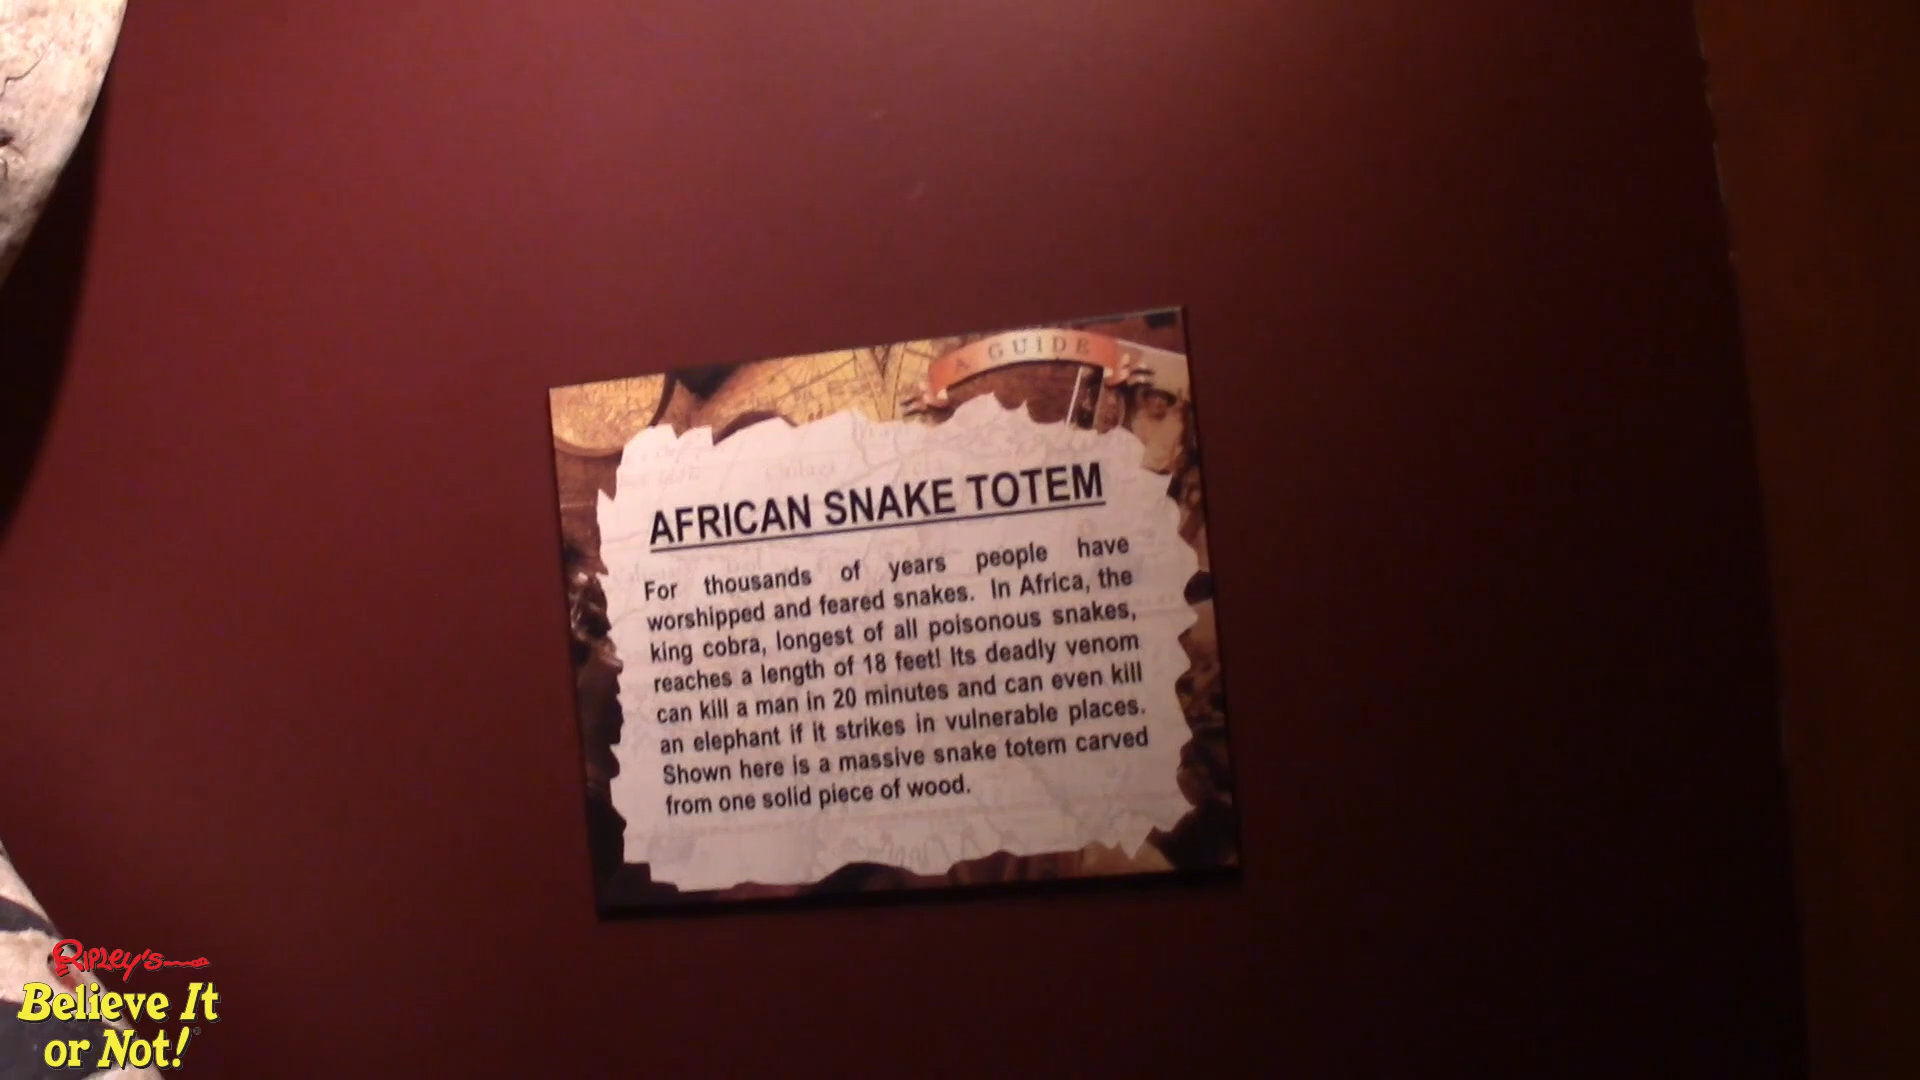 A GUIDE
AFRICAN SNAKE TOTEM
For thousands of years people have
worshipped and feared snakes. In Africa, the
king cobra, longest of all poisonous snakes,
reaches a length of 18 feet! Its deadly venom
can kill a man in 20 minutes and can even kill
an elephant if it strikes in vulnerable places.
Shown here is a massive snake totem carved
from one solid piece of wood.
RIPLEY'S
Believe It
or Not!